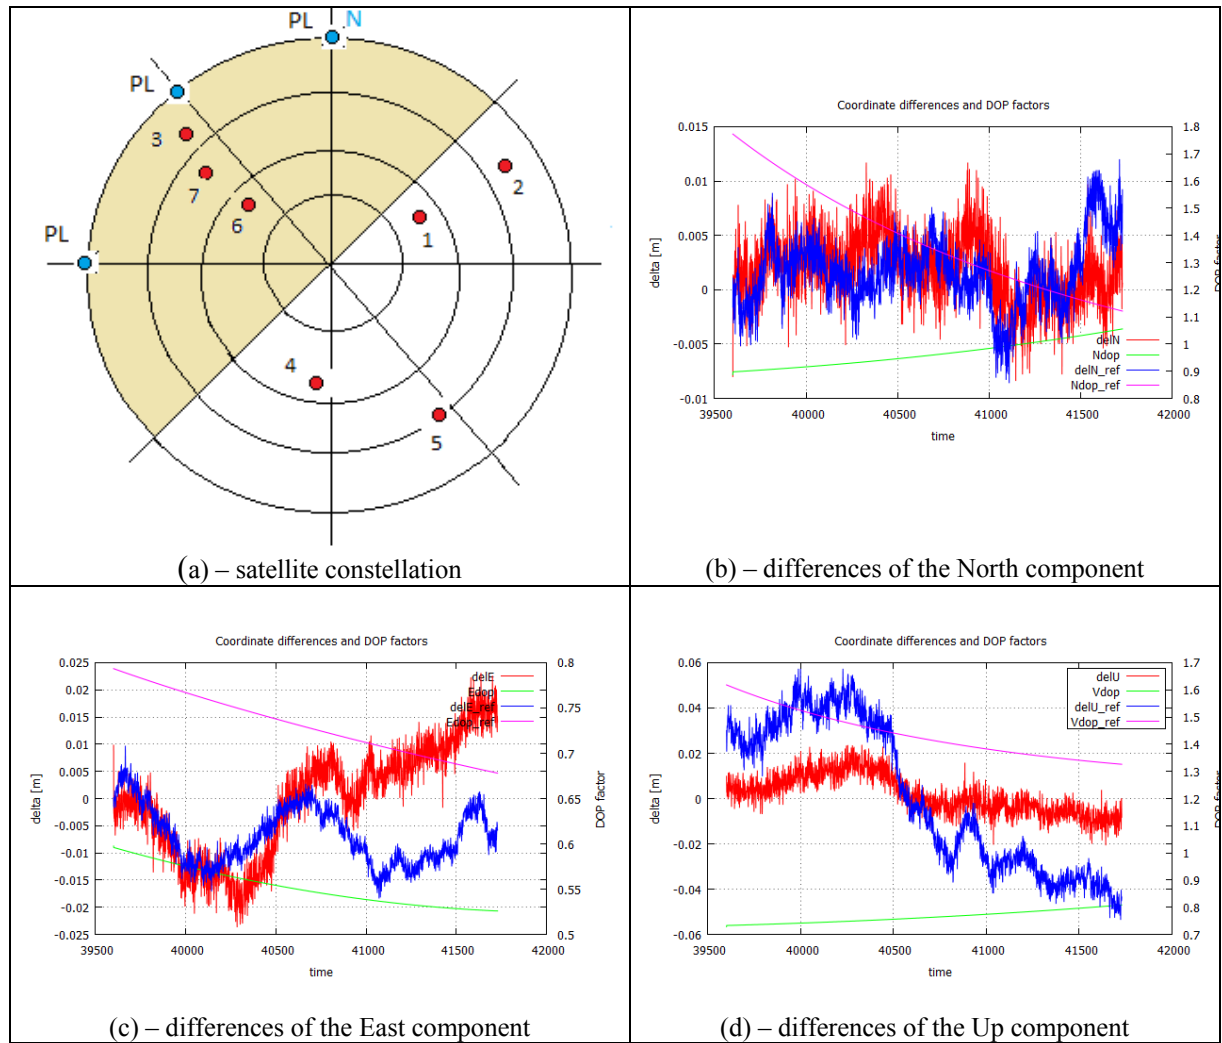 PL N
PL
3
7
2
6
1
PL
4
5
(a) – satellite constellation
Coordinate differences and DOP factors
0.015
0.01
0.005
0
-0.005
-0.01
delta [m]
1.8
1.7
1.6
1.5
1.4
1.3
1.2
1.1
1
0.9
0.8
DOP factor
delN
Ndop
delN_ref
Ndop_ref
39500 40000 40500 41000 41500 42000
time
(b) – differences of the North component
Coordinate differences and DOP factors
0.025
0.02
0.015
0.01
0.005
0
-0.005
-0.01
-0.015
-0.02
-0.025
delta [m]
0.8
0.75
0.7
0.65
0.6
0.55
0.5
DOP factor
delE
Edop
delE_ref
Edop_ref
39500 40000 40500 41000 41500 42000
time
(c) – differences of the East component
Coordinate differences and DOP factors
0.06
0.04
0.02
0
-0.02
-0.04
-0.06
delta [m]
1.7
1.6
1.5
1.4
1.3
1.2
1.1
1
0.9
0.8
0.7
DOP factor
delU
Vdop
delU_ref
Vdop_ref
39500 40000 40500 41000 41500 42000
time
(d) – differences of the Up component